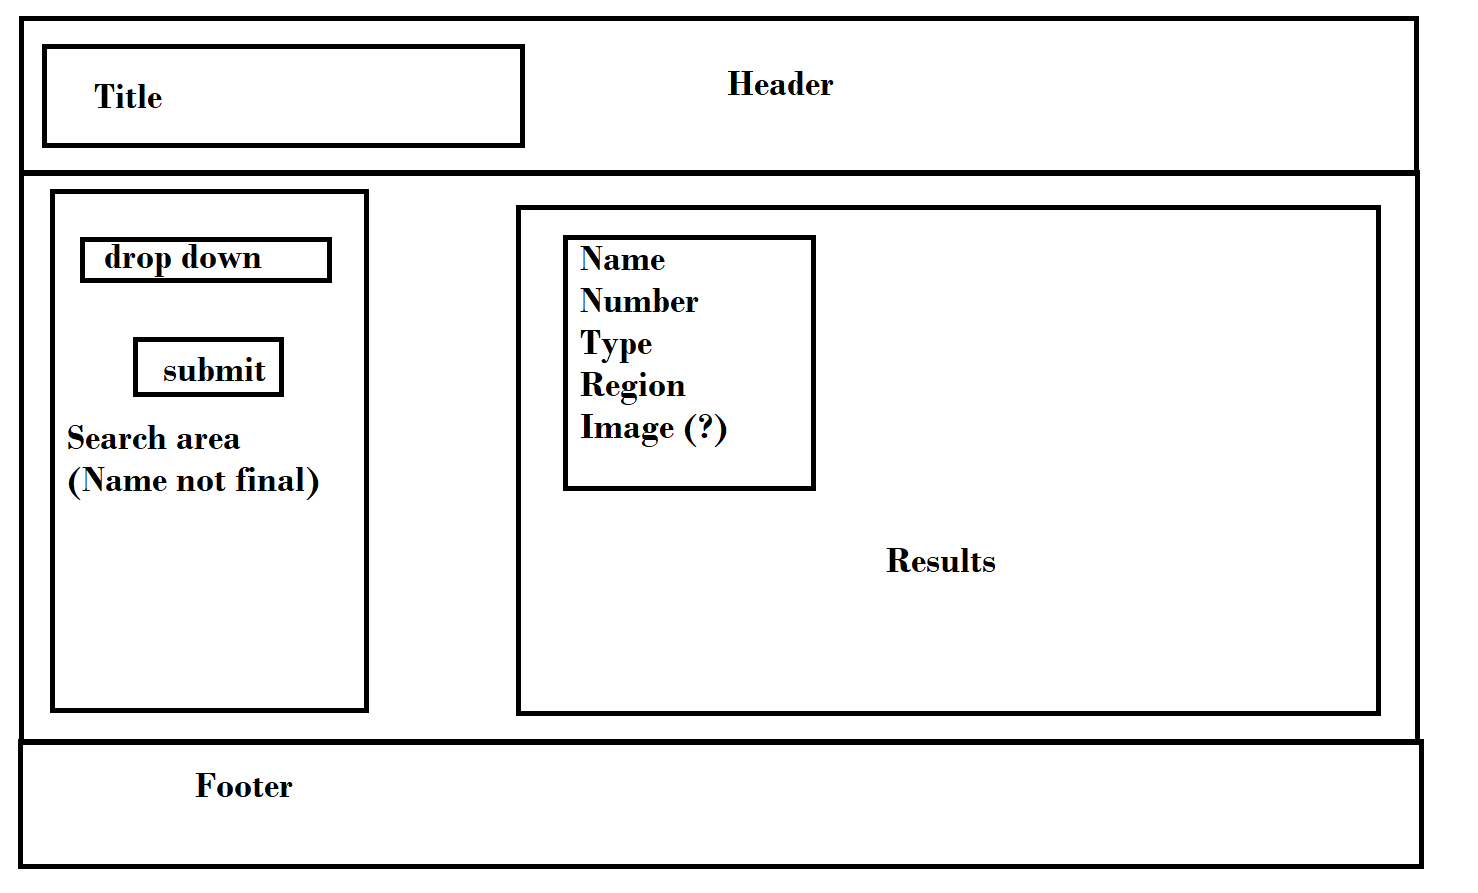 Title
Header
drop down
submit
Search area
(Name not final)
Name
Number
Type
Region
Image (?)
Results
Footer